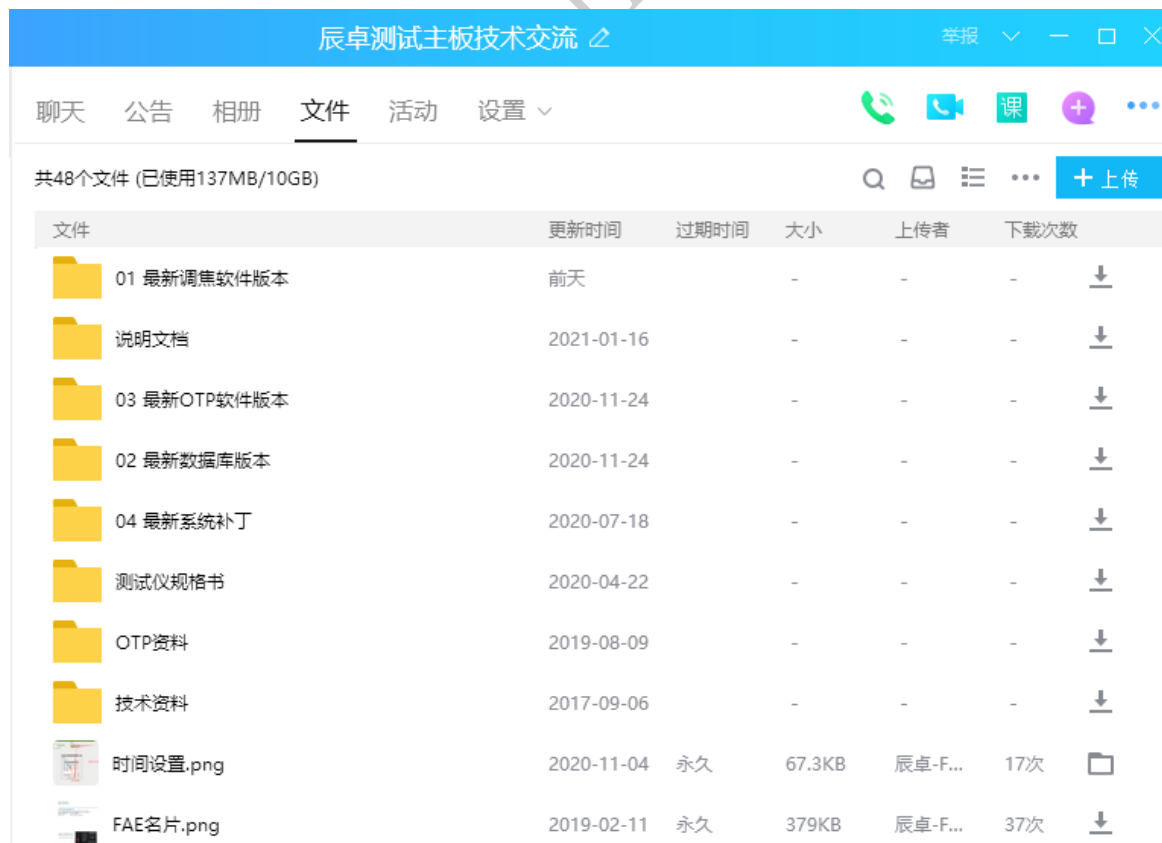 辰卓测试主板技术交流 举报
聊天 公告 相册 文件 活动 设置 课
共48个文件 (已使用137MB/10GB) 上传
文件 更新时间 过期时间 大小 上传者 下载次数
01 最新调焦软件版本 前天 - - -
说明文档 2021-01-16 - - -
03 最新OTP软件版本 2020-11-24 - - -
02 最新数据库版本 2020-11-24 - - -
04 最新系统补丁 2020-07-18 - - -
测试仪规格书 2020-04-22 - - -
OTP资料 2019-08-09 - - -
技术资料 2017-09-06 - - -
时间设置.png 2020-11-04 永久 67.3KB 辰卓-F... 17次
FAE名片.png 2019-02-11 永久 379KB 辰卓-F... 37次